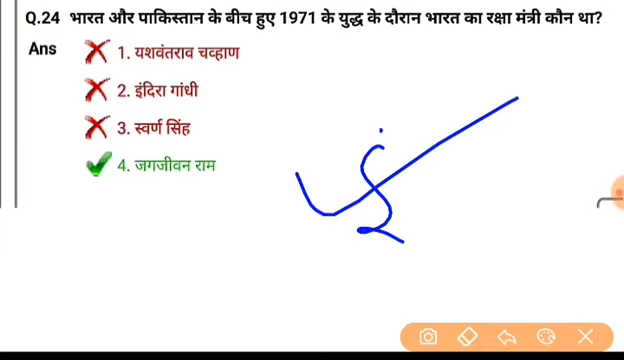 Q.24 भारत और पाकिस्तान के बीच हुए 1971 के युद्ध के दौरान भारत का रक्षा मंत्री कौन था?
Ans 1. यशवंतराव चव्हाण
2. इंदिरा गांधी
3. स्वर्ण सिंह
4. जगजीवन राम